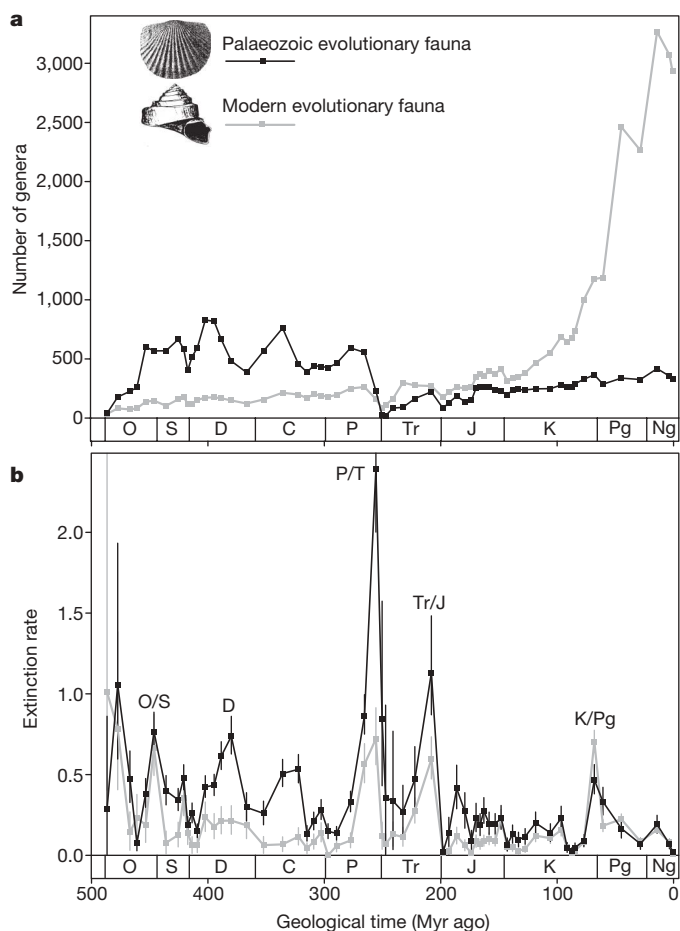 a
Palaeozoic evolutionary fauna
Modern evolutionary fauna
Number of genera
3,000
2,500
2,000
1,500
1,000
500
0
O S D C P Tr J K Pg Ng
b
P/T
Tr/J
O/S
D
K/Pg
Extinction rate
2.0
1.5
1.0
0.5
0.0
O S D C P Tr J K Pg Ng
500 400 300 200 100 0
Geological time (Myr ago)